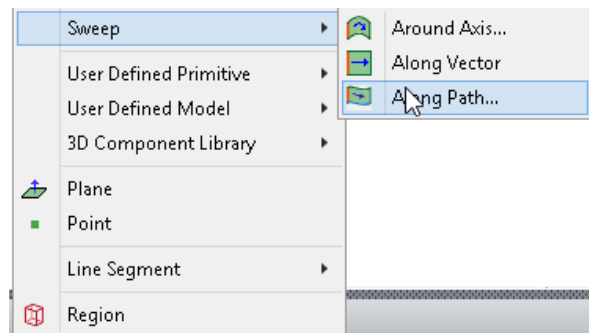 Sweep
User Defined Primitive
User Defined Model
3D Component Library
Plane
Point
Line Segment
Region
Around Axis...
Along Vector
Along Path...